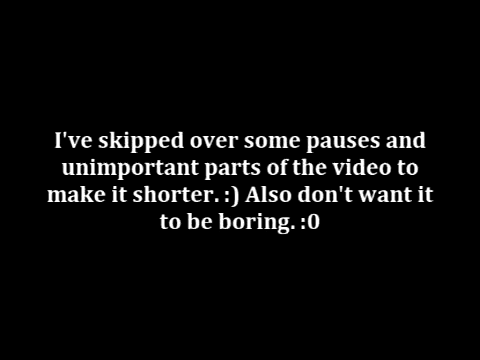 I've skipped over some pauses and
unimportant parts of the video to
make it shorter. :) Also don't want it
to be boring. :0